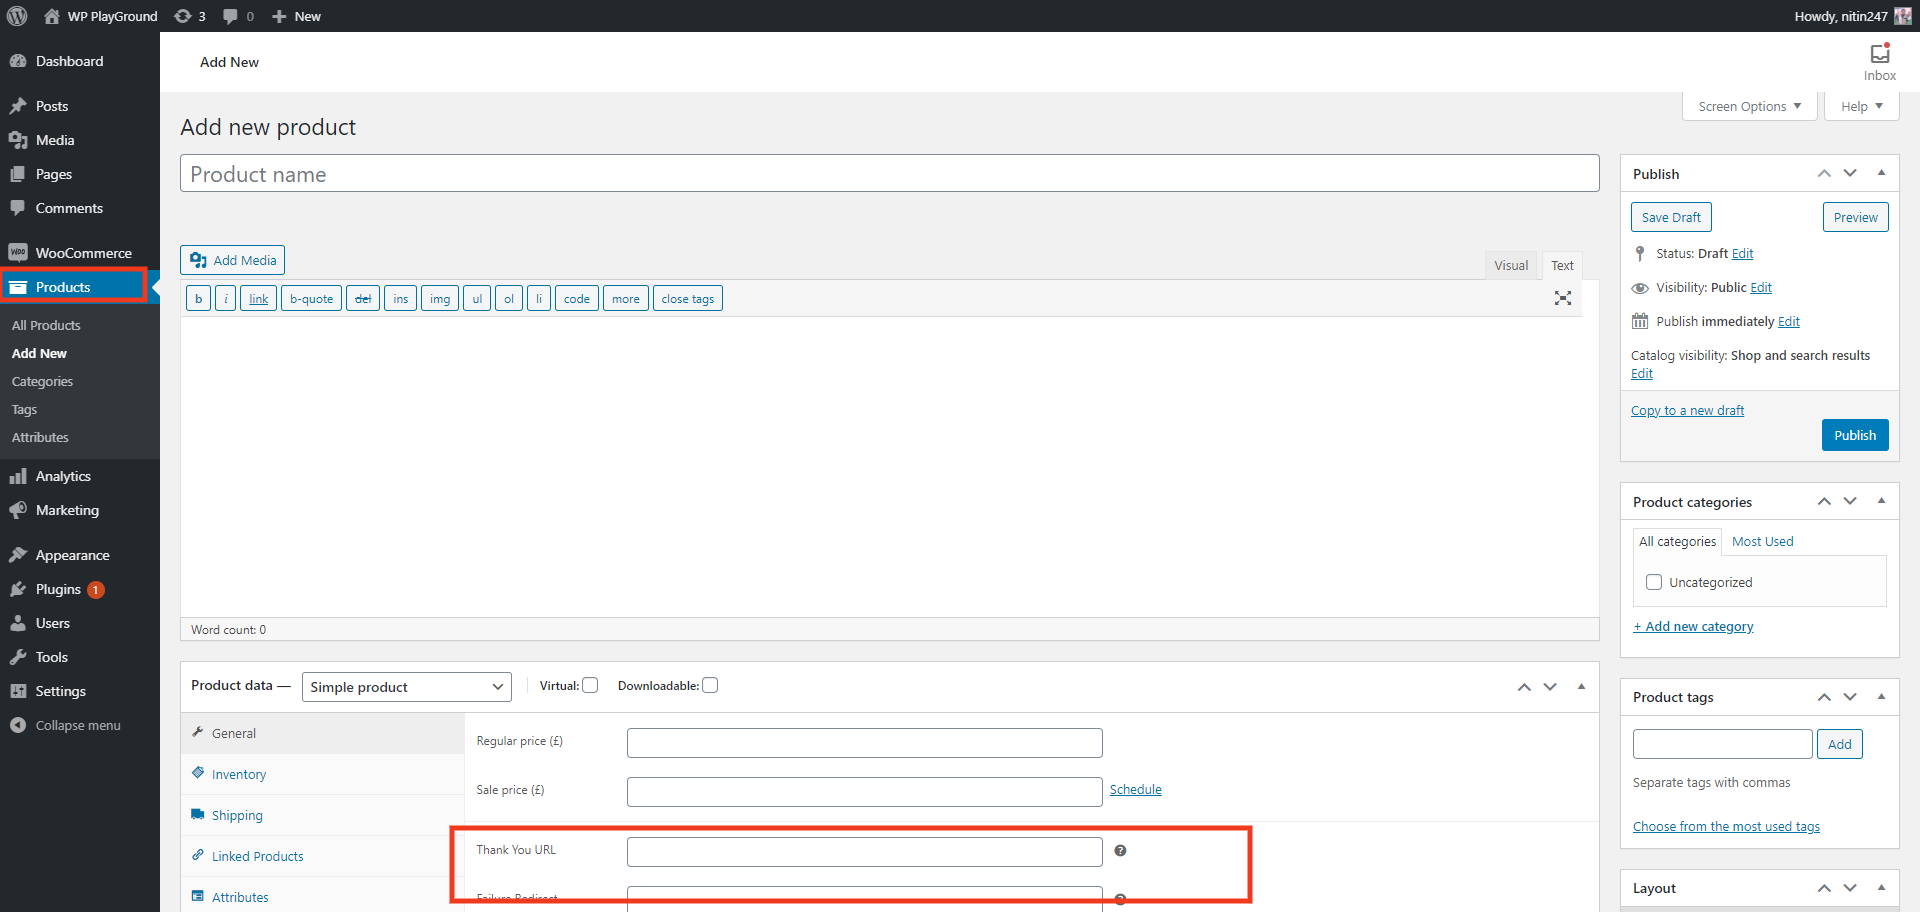 WP PlayGround 3 0 New
Howdy, nitin247
Dashboard
Posts
Media
Pages
Comments
WooCommerce
Products
All Products
Add New
Categories
Tags
Attributes
Analytics
Marketing
Appearance
Plugins 1
Users
Tools
Settings
Collapse menu
Add New
Inbox
Screen Options
Help
Add new product
Product name
Add Media
Visual Text
b i link b-quote del ins img ul ol li code more close tags
Word count: 0
Product data — Simple product Virtual: Downloadable:
General
Inventory
Shipping
Linked Products
Attributes
Regular price (£)
Sale price (£) Schedule
Thank You URL
Failure Redirect
Publish
Save Draft Preview
Status: Draft Edit
Visibility: Public Edit
Publish immediately Edit
Catalog visibility: Shop and search results
Edit
Copy to a new draft
Publish
Product categories
All categories Most Used
Uncategorized
+ Add new category
Product tags
Add
Separate tags with commas
Choose from the most used tags
Layout